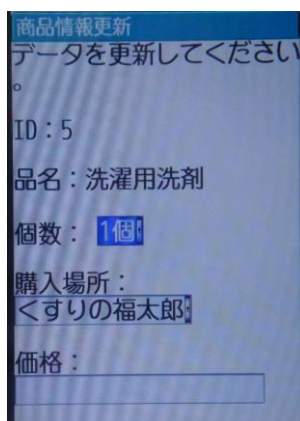 商品情報更新
データを更新してください
。
ID：5
品名：洗濯用洗剤
個数： 1個
購入場所：
くすりの福太郎
価格：